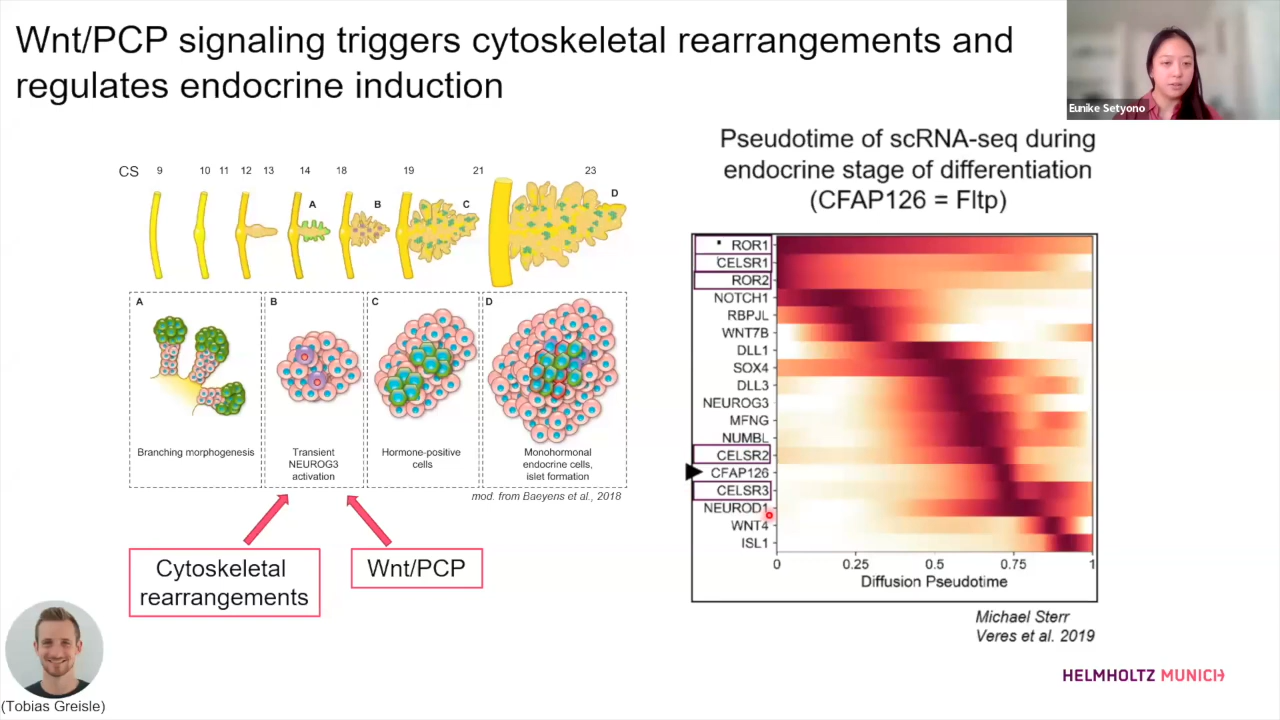 Wnt/PCP signaling triggers cytoskeletal rearrangements and
regulates endocrine induction
Eunike Setyono
CS 9 10 11 12 13 14 18 19 21 23
A B C D
A B C D
Branching morphogenesis
Transient
NEUROG3
activation
Hormone-positive
cells
Monohormonal
endocrine cells,
islet formation
mod. from Baeyens et al., 2018
Cytoskeletal
rearrangements
Wnt/PCP
(Tobias Greisle)
Pseudotime of scRNA-seq during
endocrine stage of differentiation
(CFAP126 = Fltp)
ROR1
CELSR1
ROR2
NOTCH1
RBPJL
WNT7B
DLL1
SOX4
DLL3
NEUROG3
MFNG
NUMBL
CELSR2
CFAP126
CELSR3
NEUROD1
WNT4
ISL1
0 0.25 0.5 0.75 1
Diffusion Pseudotime
Michael Sterr
Veres et al. 2019
HELMHOLTZ MUNICH